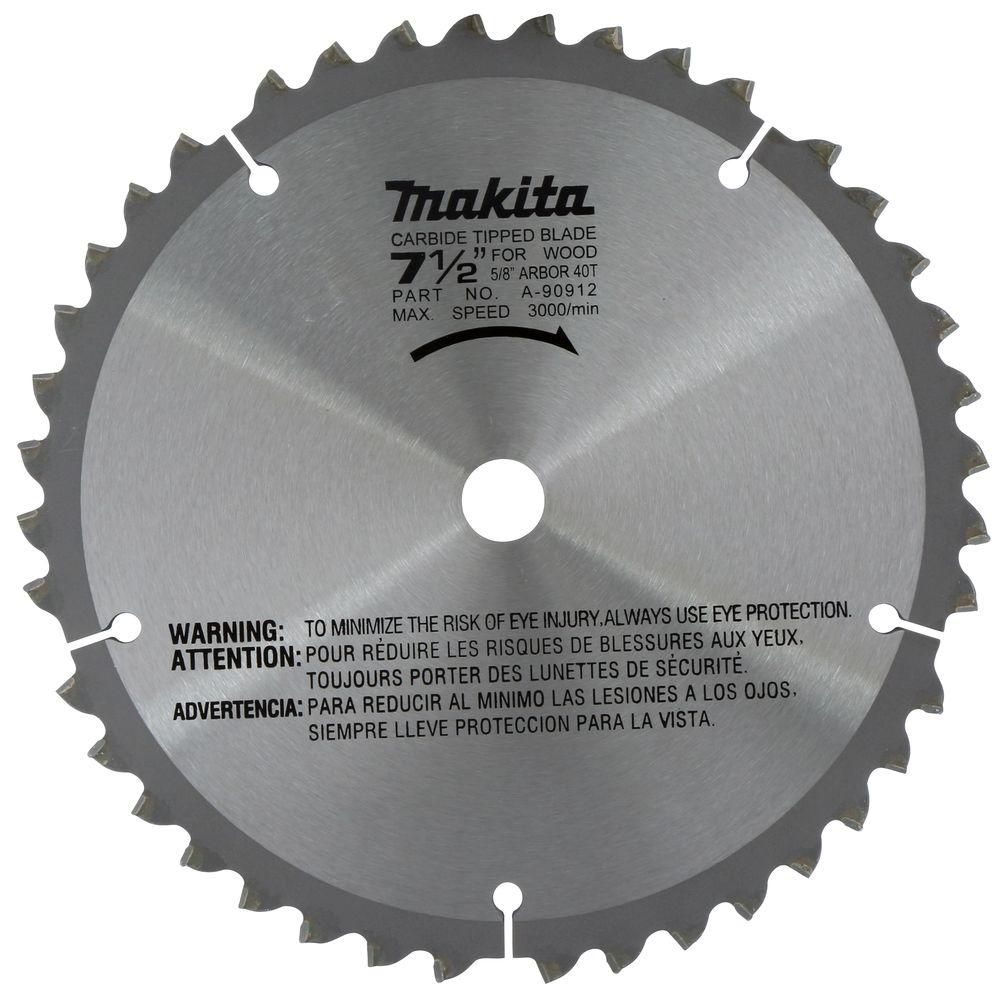 makita
CARBIDE TIPPED BLADE
7 1/2" FOR WOOD
5/8" ARBOR 40T
PART NO. A-90912
MAX. SPEED 3000/min
WARNING: TO MINIMIZE THE RISK OF EYE INJURY, ALWAYS USE EYE PROTECTION.
ATTENTION: POUR RÉDUIRE LES RISQUES DE BLESSURES AUX YEUX,
TOUJOURS PORTER DES LUNETTES DE SÉCURITÉ.
ADVERTENCIA: PARA REDUCIR AL MINIMO LAS LESIONES A LOS OJOS,
SIEMPRE LLEVE PROTECCION PARA LA VISTA.